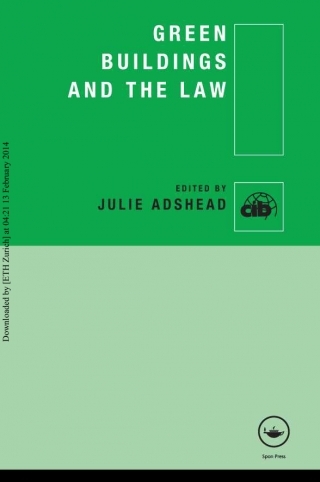 GREEN
BUILDINGS
AND THE LAW
EDITED BY
JULIE ADSHEAD
cib
Downloaded by [ETH Zurich] at 04:21 13 February 2014
Spon Press